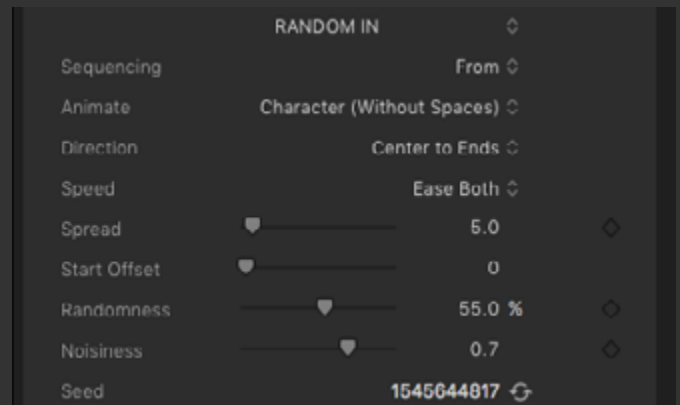 RANDOM IN
Sequencing From
Animate Character (Without Spaces)
Direction Center to Ends
Speed Ease Both
Spread 5.0
Start Offset 0
Randomness 55.0 %
Noisiness 0.7
Seed 1545644817